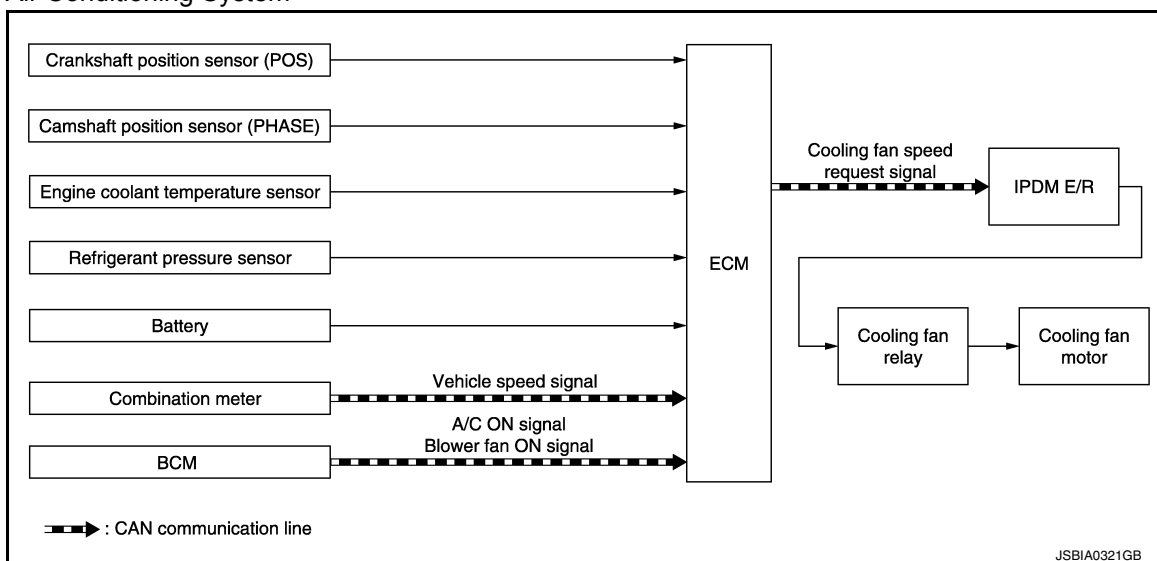 Air Conditioning System
Crankshaft position sensor (POS)
Camshaft position sensor (PHASE)
Engine coolant temperature sensor
Refrigerant pressure sensor
Battery
Combination meter
BCM
Vehicle speed signal
A/C ON signal
Blower fan ON signal
ECM
Cooling fan speed
request signal
IPDM E/R
Cooling fan
relay
Cooling fan
motor
: CAN communication line
JSBIA0321GB